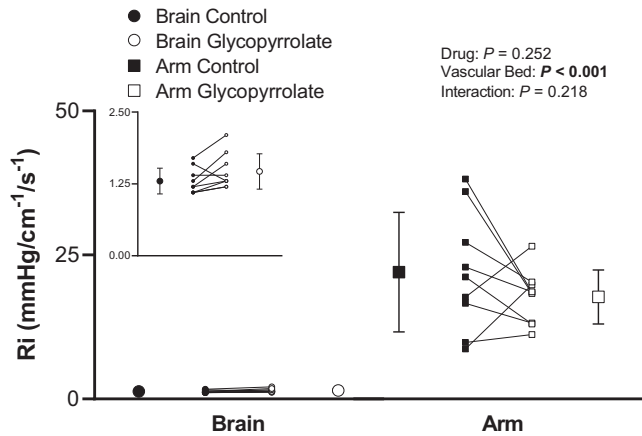 Brain Control
Brain Glycopyrrolate
Arm Control
Arm Glycopyrrolate
Drug: P = 0.252
Vascular Bed: P < 0.001
Interaction: P = 0.218
Ri (mmHg/cm⁻¹/s⁻¹)
50
25
0
2.50
1.25
0.00
Brain
Arm